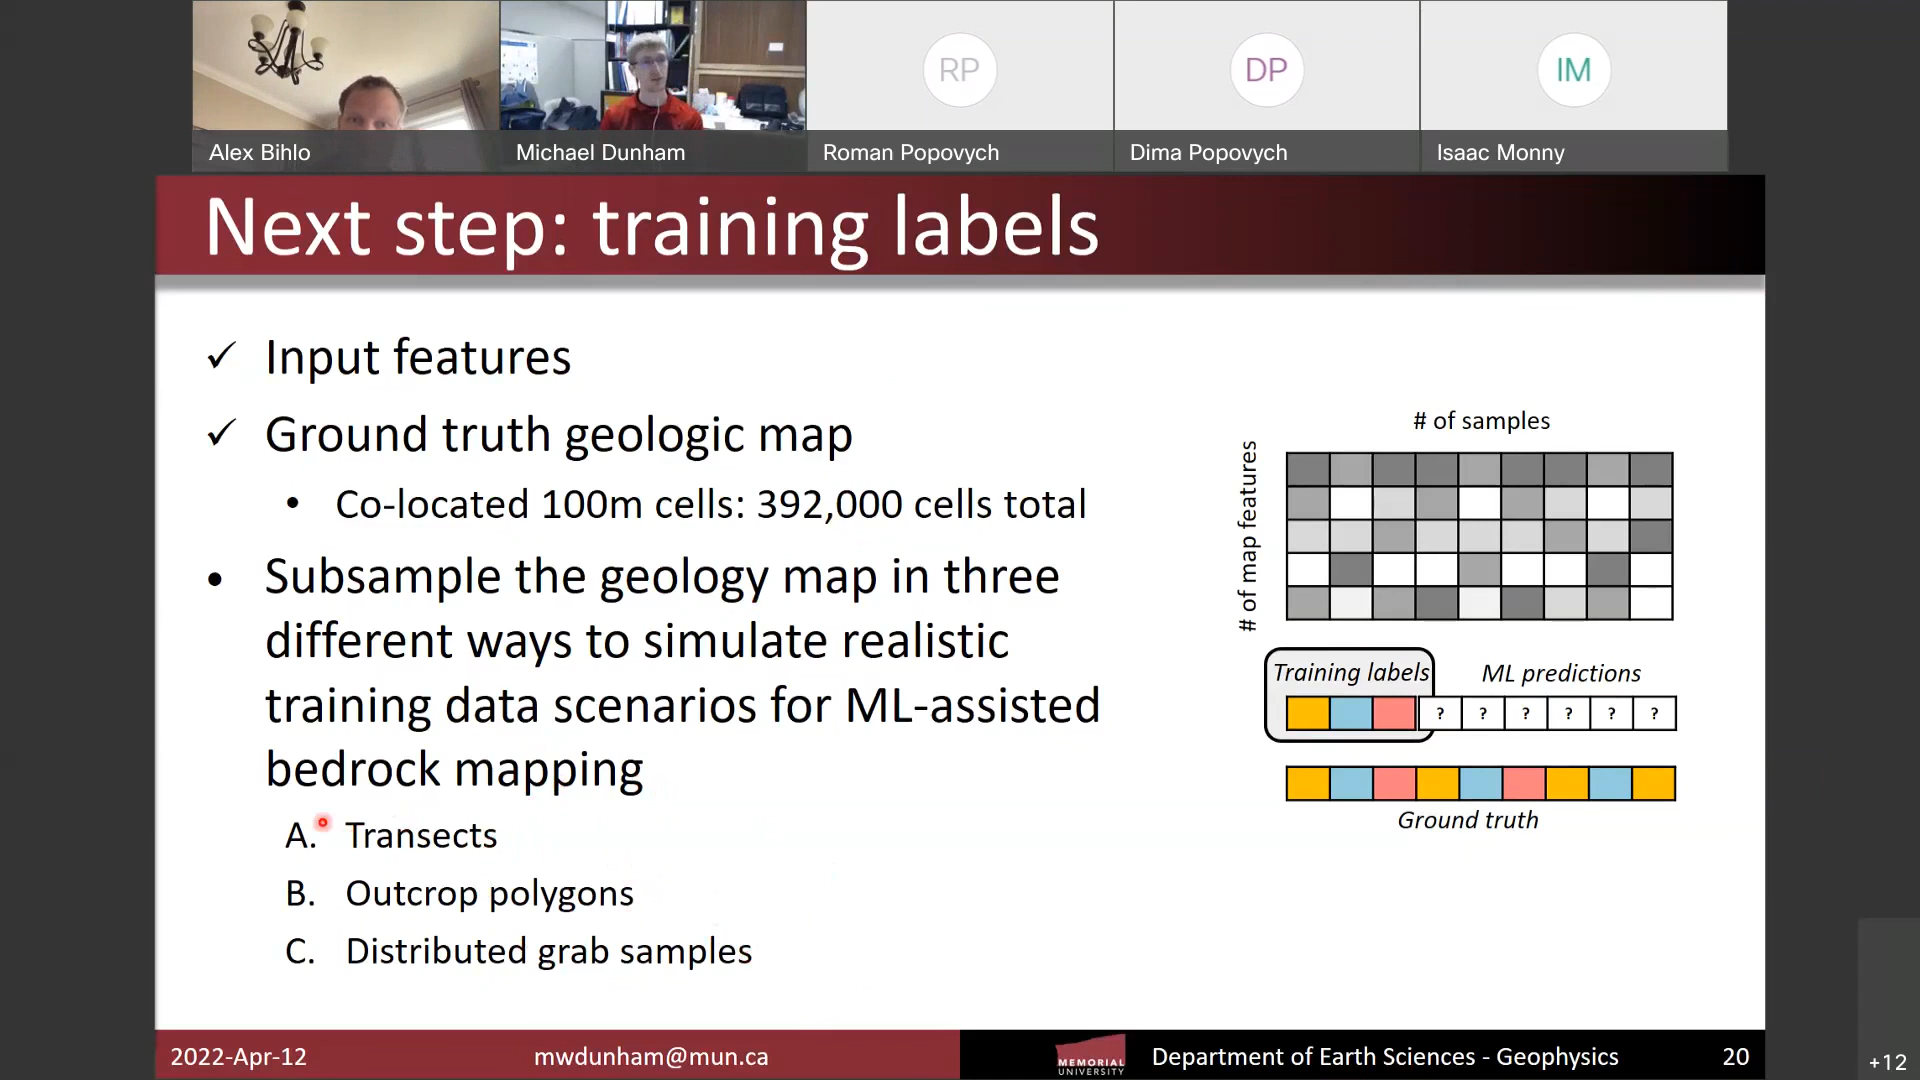 RP
DP
IM
Alex Bihlo
Michael Dunham
Roman Popovych
Dima Popovych
Isaac Monny
Next step: training labels
✓ Input features
✓ Ground truth geologic map
• Co-located 100m cells: 392,000 cells total
• Subsample the geology map in three
different ways to simulate realistic
training data scenarios for ML-assisted
bedrock mapping
A. Transects
B. Outcrop polygons
C. Distributed grab samples
# of samples
# of map features
Training labels
ML predictions
? ? ? ? ? ?
Ground truth
2022-Apr-12
mwdunham@mun.ca
MEMORIAL
UNIVERSITY
Department of Earth Sciences - Geophysics
20
+12